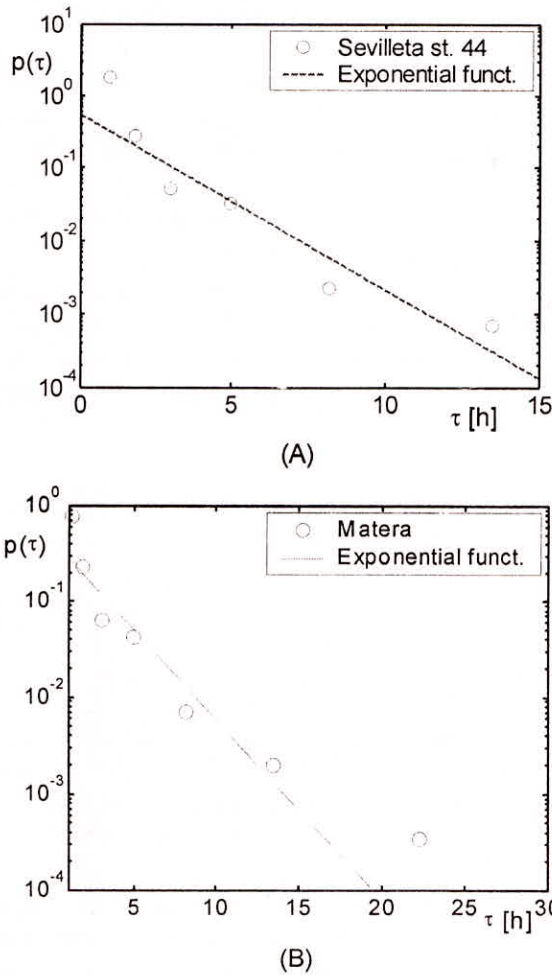 10^1
p(τ)
10^0
10^-1
10^-2
10^-3
10^-4
Sevilleta st. 44
Exponential funct.
0 5 10 15
τ [h]
(A)
10^0
p(τ)
10^-1
10^-2
10^-3
10^-4
Matera
Exponential funct.
5 10 15 20 25 30
τ [h]
(B)